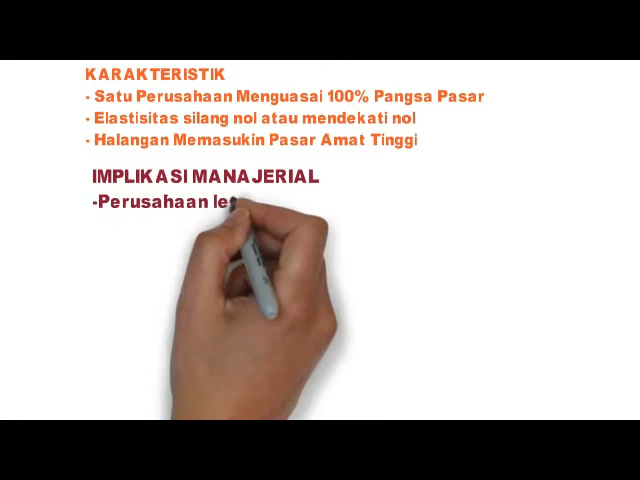 KARAKTERISTIK
- Satu Perusahaan Menguasai 100% Pangsa Pasar
- Elastisitas silang nol atau mendekati nol
- Halangan Memasukin Pasar Amat Tinggi
IMPLIKASI MANAJERIAL
-Perusahaan le